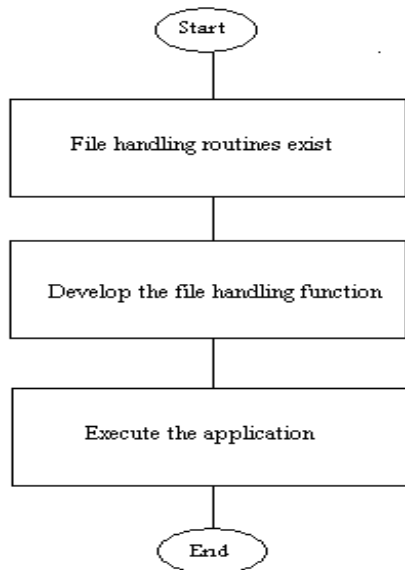 Start
File handling routines exist
Develop the file handling function
Execute the application
End